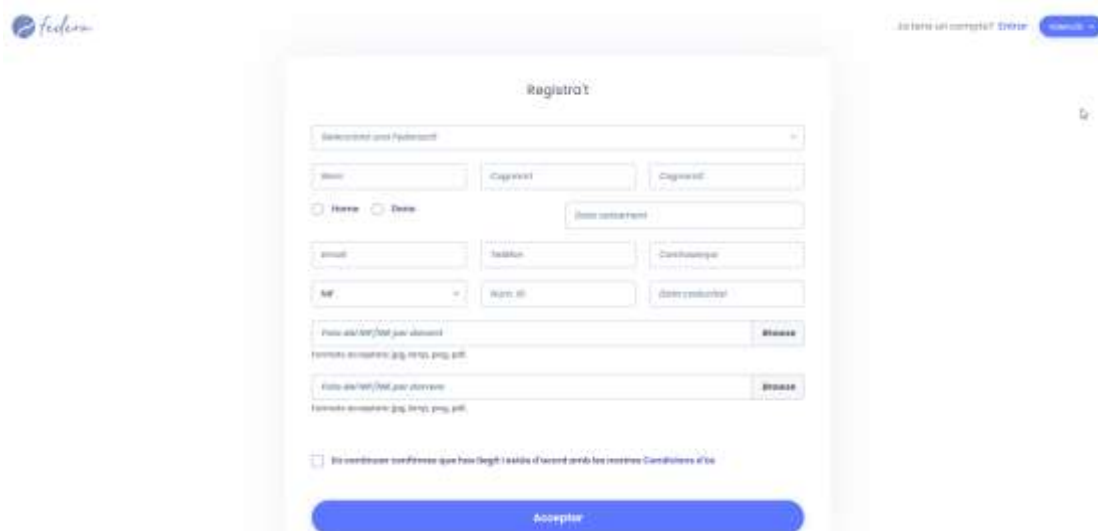 federa
Ja tens un compte? Entrar
Registra't
Selecciona una Federació
Nom Cognom1 Cognom2
Home Dona Data naixement
Email Telèfon Contrasenya
NIF Num. ID Data caducitat
Foto del NIF/NIE per davant Browse
Formats acceptats: jpg, bmp, png, pdf.
Foto del NIF/NIE per darrere Browse
Formats acceptats: jpg, bmp, png, pdf.
En continuar confirmes que has llegit i estàs d'acord amb les nostres Condicions d'ús
Acceptar